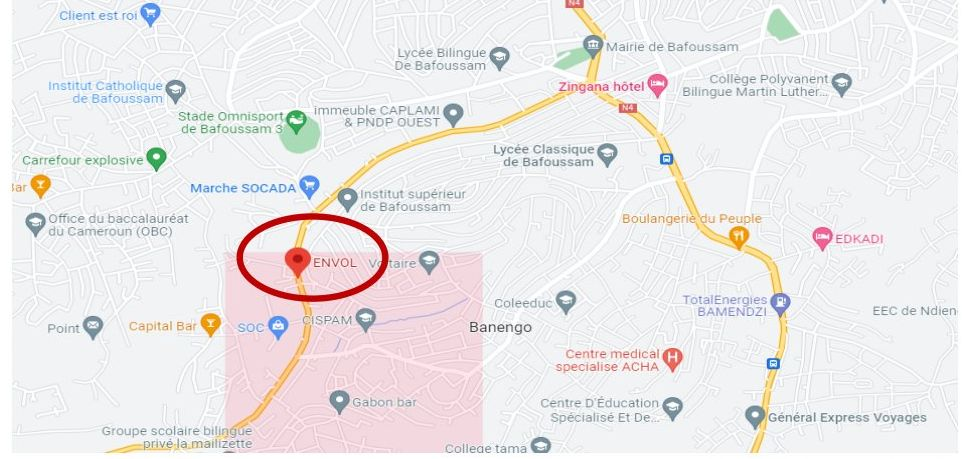 N4
Client est roi
Lycée Bilingue
De Bafoussam
Mairie de Bafoussam
Institut Catholique
de Bafoussam
Zingana hôtel
Collège Polyvanent
Bilingue Martin Luther...
Stade Omnisport
de Bafoussam 3
immeuble CAPLAMI
& PNDP OUEST
N4
Carrefour explosive
Lycée Classique
de Bafoussam
Bar
Marche SOCADA
Institut supérieur
de Bafoussam
Office du baccalauréat
du Cameroun (OBC)
Boulangerie du Peuple
EDKADI
ENVOL
Voltaire
Coleeduc
TotalEnergies
BAMENDZI
EEC de Ndien
Point
Capital Bar
SOC
CISPAM
Banengo
Centre medical
specialise ACHA
Gabon bar
Centre D'Éducation
Spécialisé Et De...
Général Express Voyages
Groupe scolaire bilingue
privé la mailizette
College tama